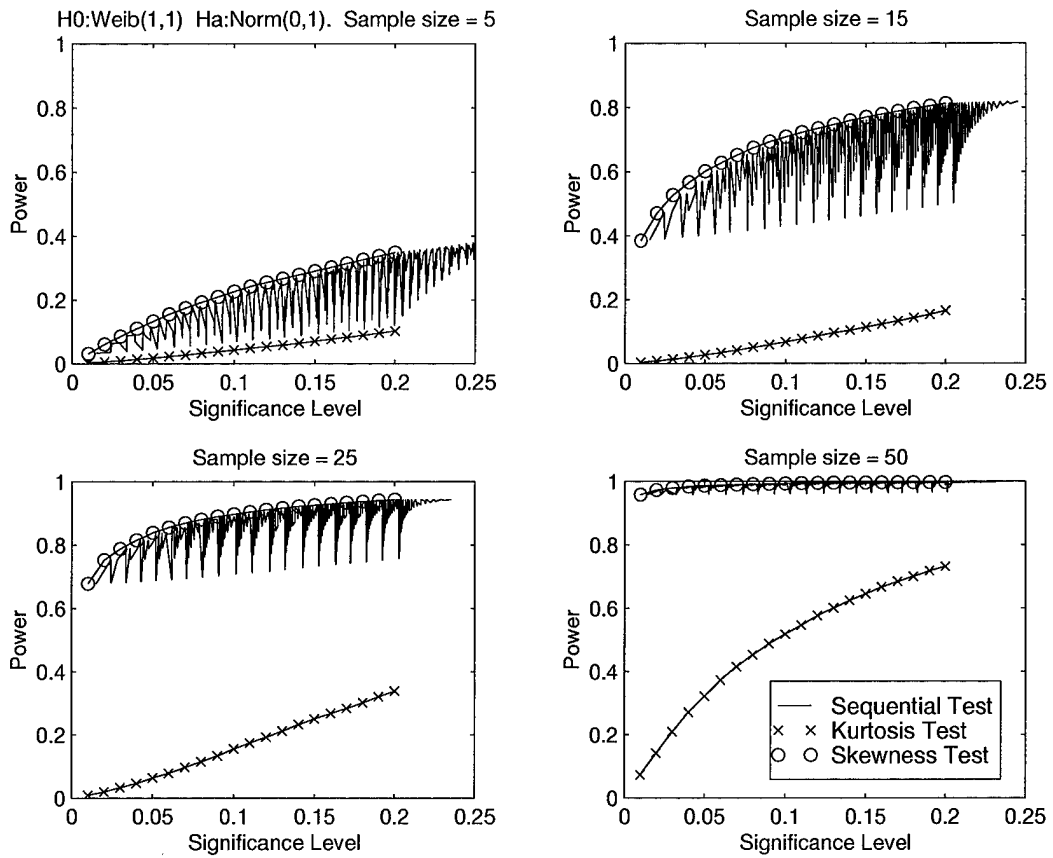 H0:Weib(1,1) Ha:Norm(0,1). Sample size = 5
1
0.8
0.6
0.4
0.2
0
Power
0 0.05 0.1 0.15 0.2 0.25
Significance Level
Sample size = 15
1
0.8
0.6
0.4
0.2
0
Power
0 0.05 0.1 0.15 0.2 0.25
Significance Level
Sample size = 25
1
0.8
0.6
0.4
0.2
0
Power
0 0.05 0.1 0.15 0.2 0.25
Significance Level
Sample size = 50
1
0.8
0.6
0.4
0.2
0
Power
0 0.05 0.1 0.15 0.2 0.25
Significance Level
Sequential Test
Kurtosis Test
Skewness Test